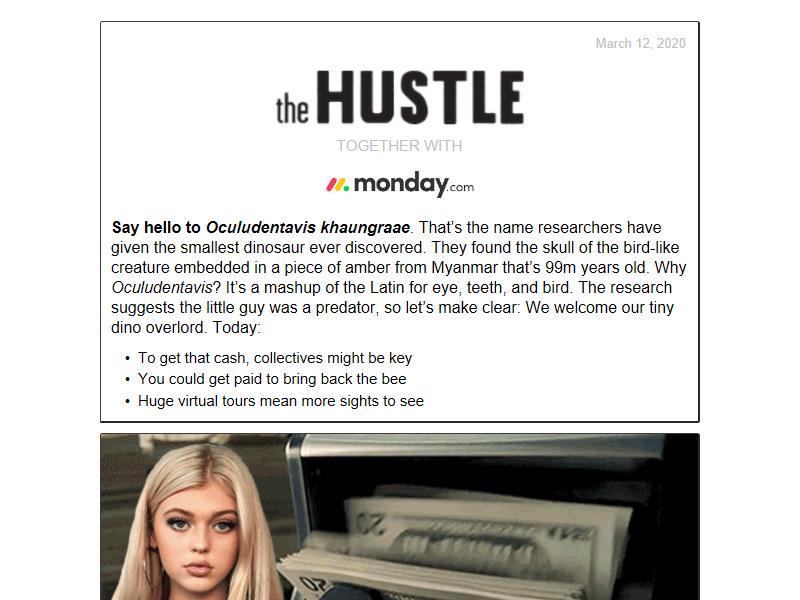 March 12, 2020
the HUSTLE
TOGETHER WITH
monday.com
Say hello to Oculudentavis khaungraae. That’s the name researchers have
given the smallest dinosaur ever discovered. They found the skull of the bird-like
creature embedded in a piece of amber from Myanmar that’s 99m years old. Why
Oculudentavis? It’s a mashup of the Latin for eye, teeth, and bird. The research
suggests the little guy was a predator, so let’s make clear: We welcome our tiny
dino overlord. Today:
• To get that cash, collectives might be key
• You could get paid to bring back the bee
• Huge virtual tours mean more sights to see
20
20